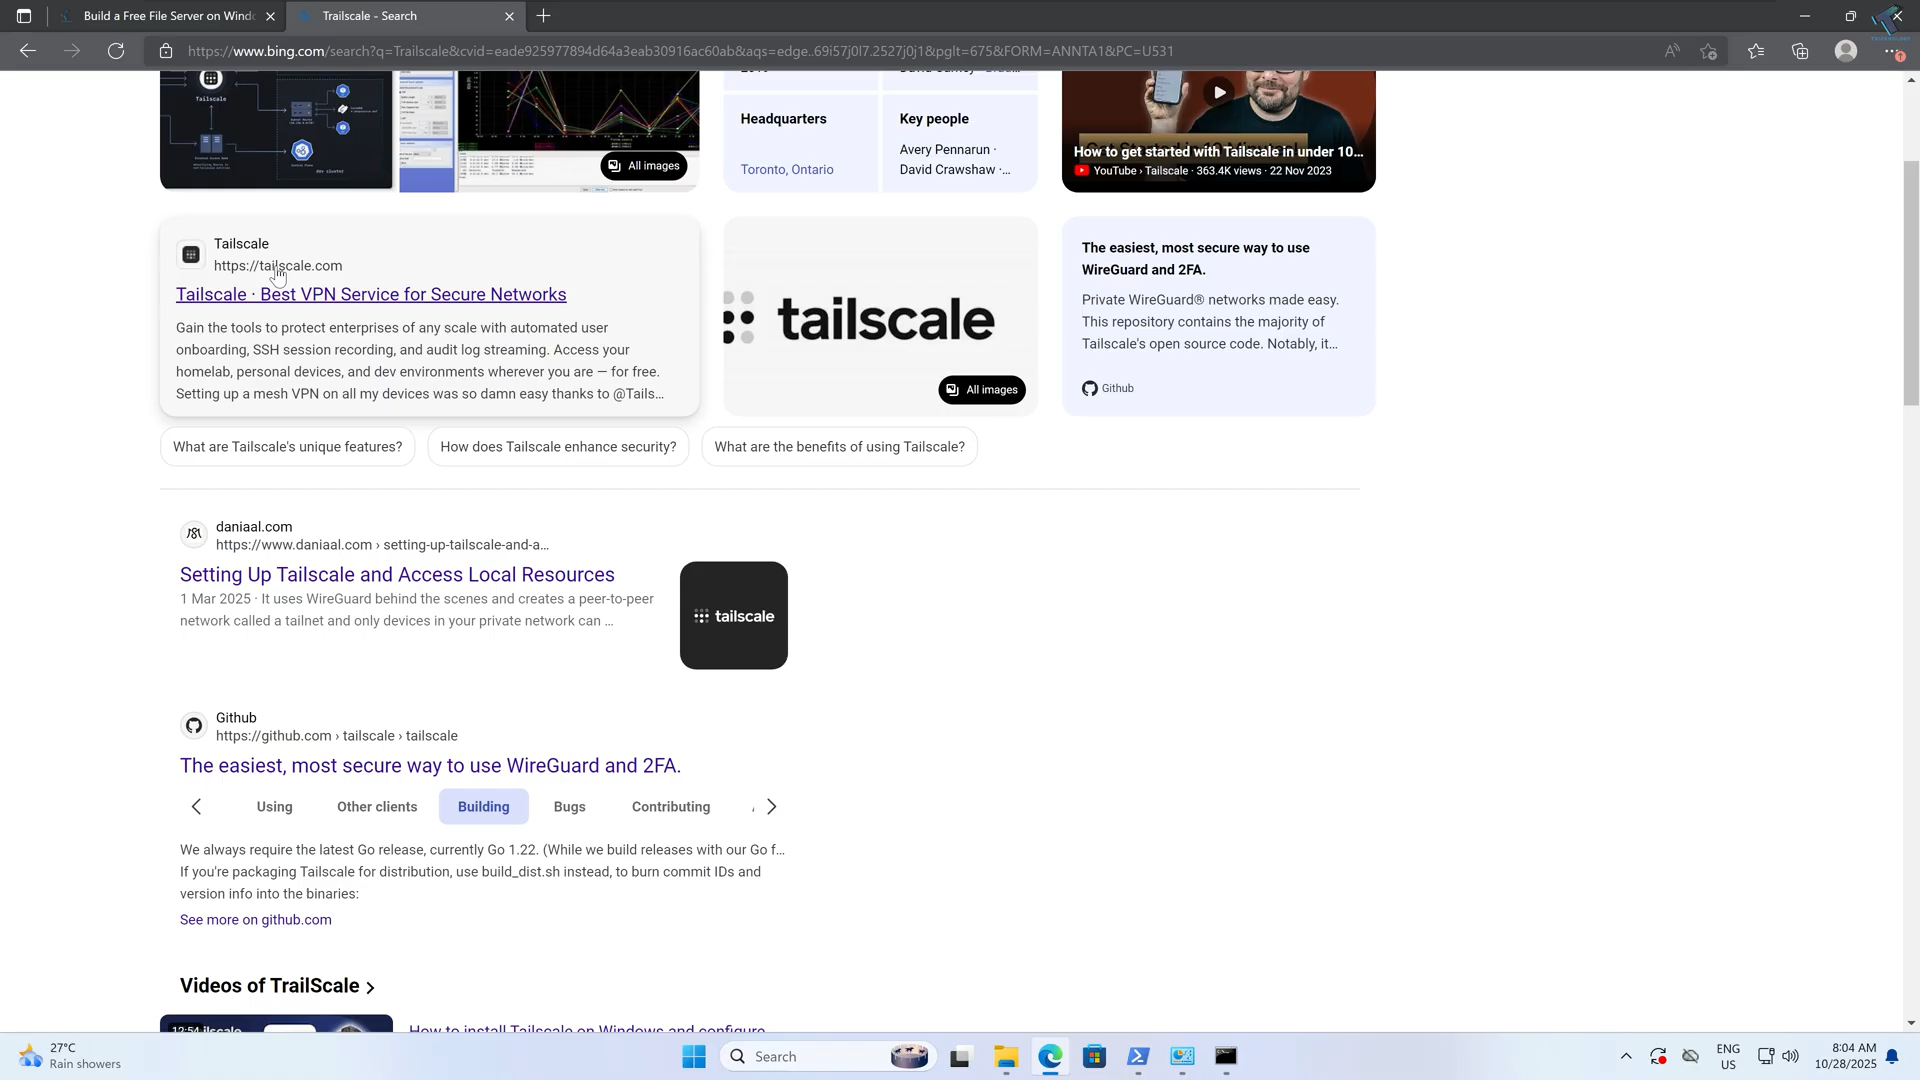 Build a Free File Server on Windo
Trailscale - Search
https://www.bing.com/search?q=Trailscale&cvid=eade925977894d64a3eab30916ac60ab&aqs=edge..69i57j0l7.2527j0j1&pglt=675&FORM=ANNTA1&PC=U531
Tailscale
All images
Headquarters
Toronto, Ontario
Key people
Avery Pennarun ·
David Crawshaw ·...
How to get started with Tailscale in under 10...
YouTube › Tailscale · 363.4K views · 22 Nov 2023
Tailscale
https://tailscale.com
Tailscale · Best VPN Service for Secure Networks
Gain the tools to protect enterprises of any scale with automated user
onboarding, SSH session recording, and audit log streaming. Access your
homelab, personal devices, and dev environments wherever you are — for free.
Setting up a mesh VPN on all my devices was so damn easy thanks to @Tails...
tailscale
All images
The easiest, most secure way to use
WireGuard and 2FA.
Private WireGuard® networks made easy.
This repository contains the majority of
Tailscale's open source code. Notably, it...
Github
What are Tailscale's unique features?
How does Tailscale enhance security?
What are the benefits of using Tailscale?
daniaal.com
https://www.daniaal.com › setting-up-tailscale-and-a...
Setting Up Tailscale and Access Local Resources
1 Mar 2025 · It uses WireGuard behind the scenes and creates a peer-to-peer
network called a tailnet and only devices in your private network can ...
tailscale
Github
https://github.com › tailscale › tailscale
The easiest, most secure way to use WireGuard and 2FA.
Using
Other clients
Building
Bugs
Contributing
We always require the latest Go release, currently Go 1.22. (While we build releases with our Go f...
If you're packaging Tailscale for distribution, use build_dist.sh instead, to burn commit IDs and
version info into the binaries:
See more on github.com
Videos of TrailScale >
12:54
How to install Tailscale on Windows and configure
27°C
Rain showers
Search
ENG
US
8:04 AM
10/28/2025